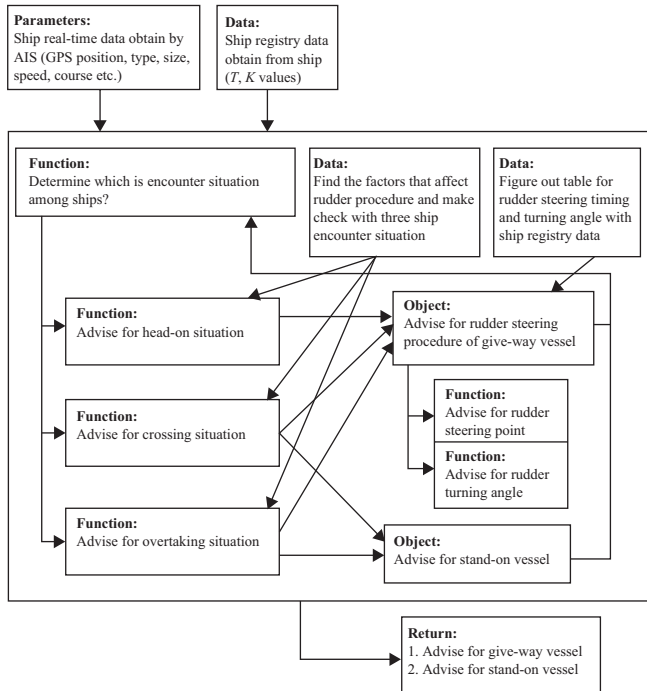 Parameters:
Ship real-time data obtain by
AIS (GPS position, type, size,
speed, course etc.)
Data:
Ship registry data
obtain from ship
(T, K values)
Function:
Determine which is encounter situation
among ships?
Data:
Find the factors that affect
rudder procedure and make
check with three ship
encounter situation
Data:
Figure out table for
rudder steering timing
and turning angle with
ship registry data
Function:
Advise for head-on situation
Object:
Advise for rudder steering
procedure of give-way vessel
Function:
Advise for rudder
steering point
Function:
Advise for crossing situation
Function:
Advise for rudder
turning angle
Function:
Advise for overtaking situation
Object:
Advise for stand-on vessel
Return:
1. Advise for give-way vessel
2. Advise for stand-on vessel